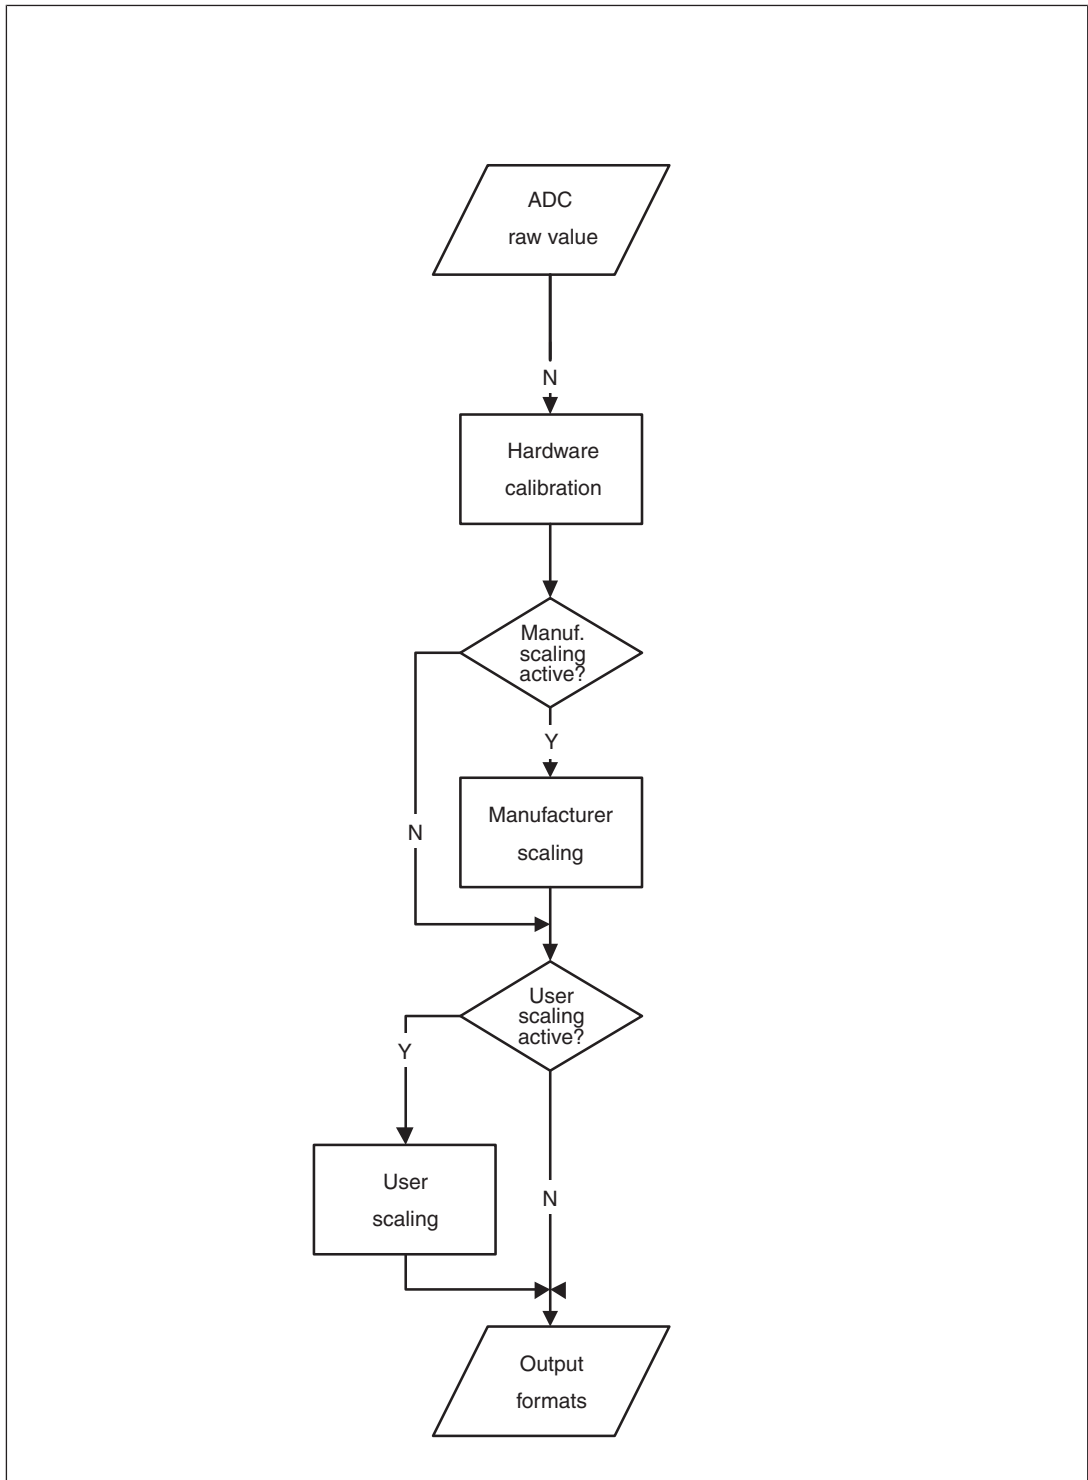 ADC
raw value
N
Hardware
calibration
Manuf.
scaling
active?
Y
Manufacturer
scaling
N
User
scaling
active?
Y
User
scaling
N
Output
formats